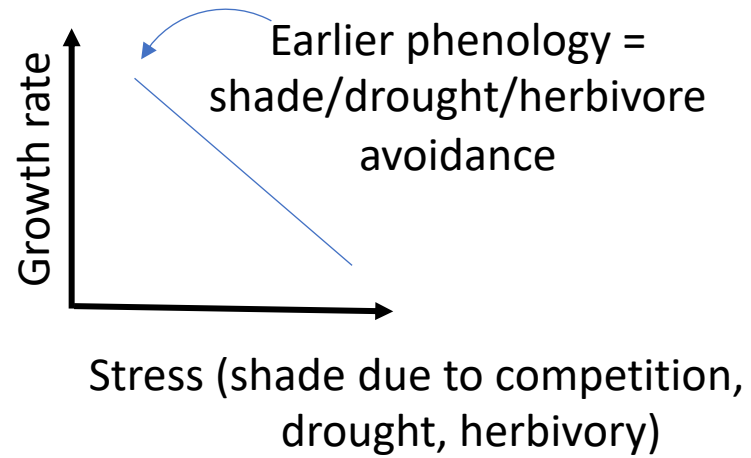 Earlier phenology =
shade/drought/herbivore
avoidance
Growth rate
Stress (shade due to competition,
drought, herbivory)